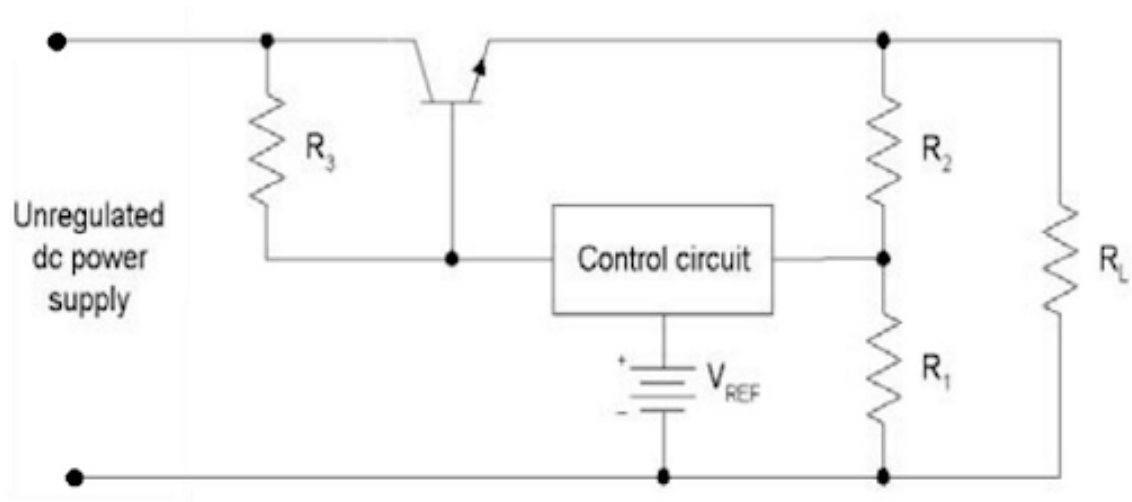 R3
R2
Unregulated
dc power
supply
Control circuit
RL
+
VREF
–
R1